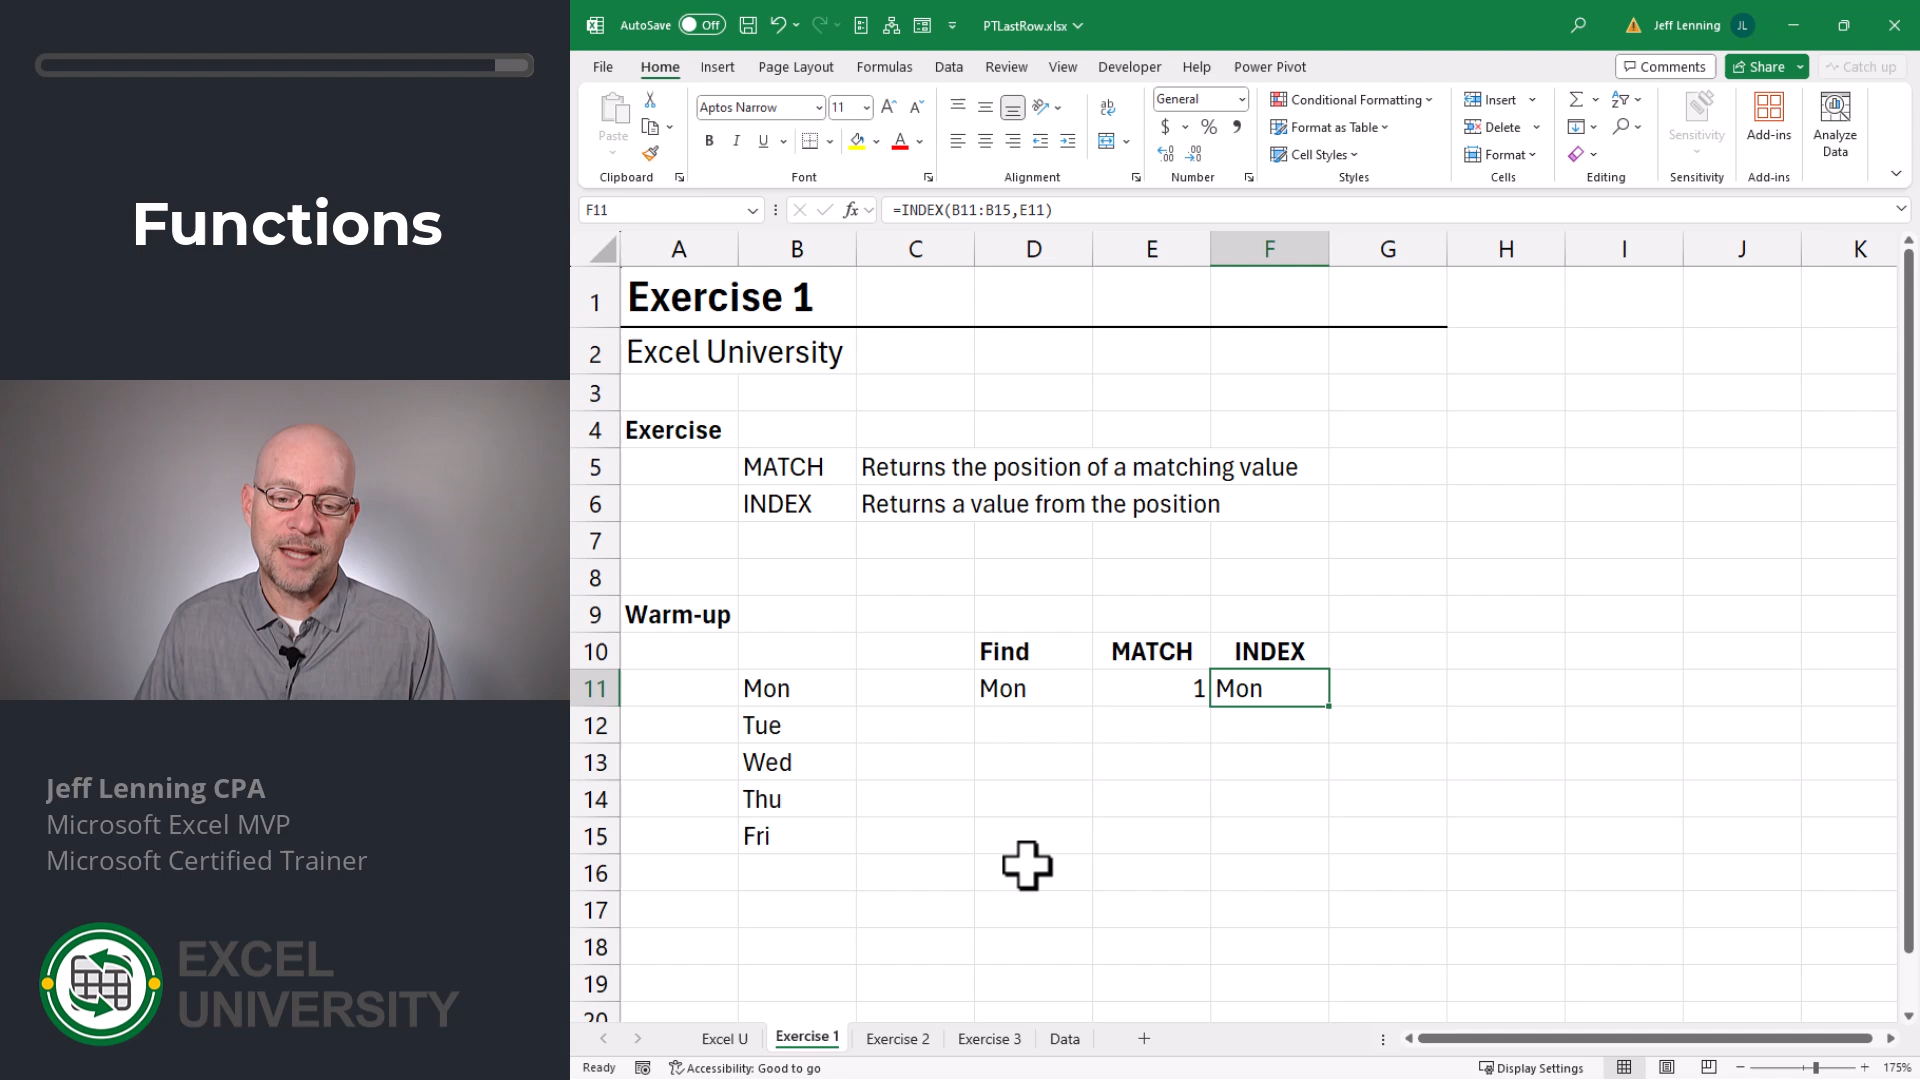 Functions
Jeff Lenning CPA
Microsoft Excel MVP
Microsoft Certified Trainer
EXCEL
UNIVERSITY
AutoSave Off
PTLastRow.xlsx
Jeff Lenning JL
File Home Insert Page Layout Formulas Data Review View Developer Help Power Pivot
Comments Share Catch up
Paste
Clipboard
Aptos Narrow 11
B I U
Font
Alignment
General
$ % 9
Number
Conditional Formatting
Format as Table
Cell Styles
Styles
Insert
Delete
Format
Cells
Editing
Sensitivity
Sensitivity
Add-ins
Add-ins
Analyze
Data
F11 fx =INDEX(B11:B15,E11)
A B C D E F G H I J K
1 Exercise 1
2 Excel University
3
4 Exercise
5 MATCH Returns the position of a matching value
6 INDEX Returns a value from the position
7
8
9 Warm-up
10 Find MATCH INDEX
11 Mon Mon 1 Mon
12 Tue
13 Wed
14 Thu
15 Fri
16
17
18
19
20
Excel U Exercise 1 Exercise 2 Exercise 3 Data
Ready Accessibility: Good to go Display Settings 175%